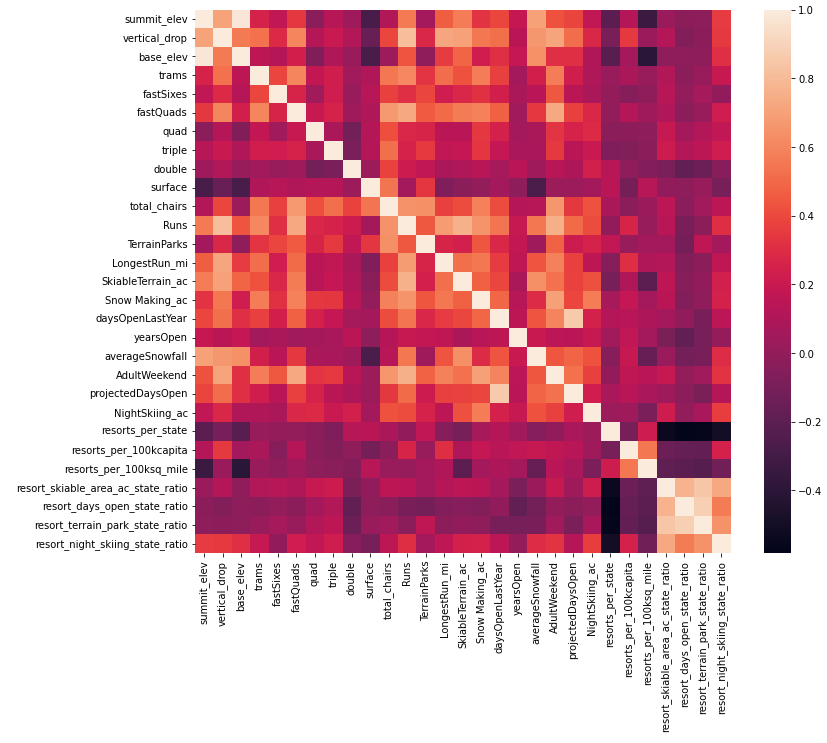 summit_elev
vertical_drop
base_elev
trams
fastSixes
fastQuads
quad
triple
double
surface
total_chairs
Runs
TerrainParks
LongestRun_mi
SkiableTerrain_ac
Snow Making_ac
daysOpenLastYear
yearsOpen
averageSnowfall
AdultWeekend
projectedDaysOpen
NightSkiing_ac
resorts_per_state
resorts_per_100kcapita
resorts_per_100ksq_mile
resort_skiable_area_ac_state_ratio
resort_days_open_state_ratio
resort_terrain_park_state_ratio
resort_night_skiing_state_ratio
summit_elev
vertical_drop
base_elev
trams
fastSixes
fastQuads
quad
triple
double
surface
total_chairs
Runs
TerrainParks
LongestRun_mi
SkiableTerrain_ac
Snow Making_ac
daysOpenLastYear
yearsOpen
averageSnowfall
AdultWeekend
projectedDaysOpen
NightSkiing_ac
resorts_per_state
resorts_per_100kcapita
resorts_per_100ksq_mile
resort_skiable_area_ac_state_ratio
resort_days_open_state_ratio
resort_terrain_park_state_ratio
resort_night_skiing_state_ratio
1.0
0.8
0.6
0.4
0.2
0.0
−0.2
−0.4